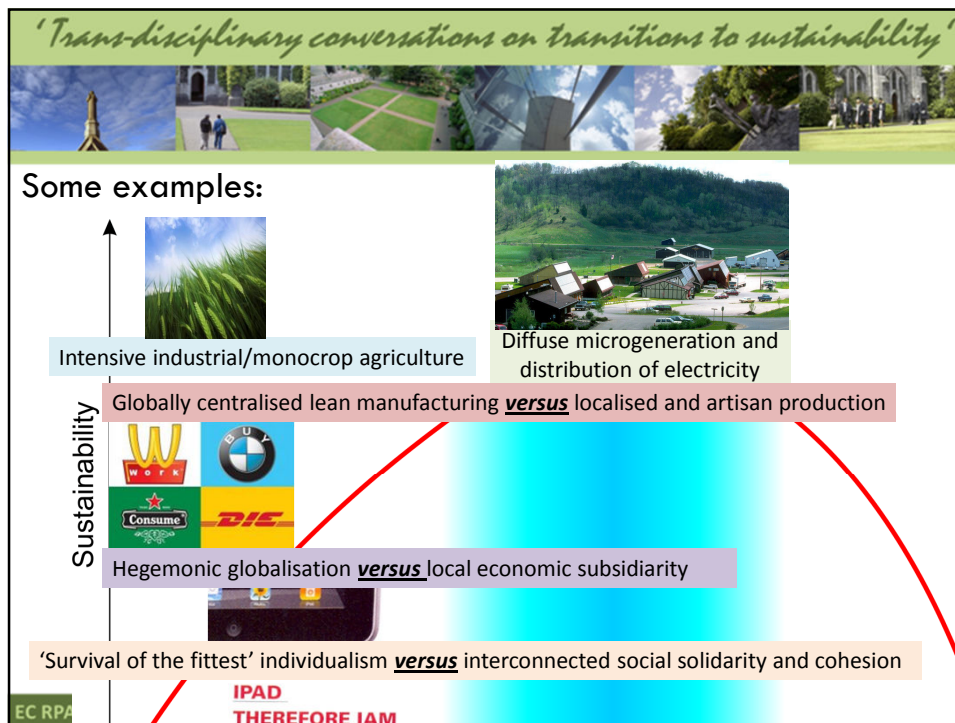 'Trans-disciplinary conversations on transitions to sustainability'
Some examples:
Intensive industrial/monocrop agriculture
Diffuse microgeneration and
distribution of electricity
Globally centralised lean manufacturing versus localised and artisan production
Sustainability
Work
BUY
Consume
DIE
Hegemonic globalisation versus local economic subsidiarity
'Survival of the fittest' individualism versus interconnected social solidarity and cohesion
IPAD
THEREFORE IAM
EC RPA